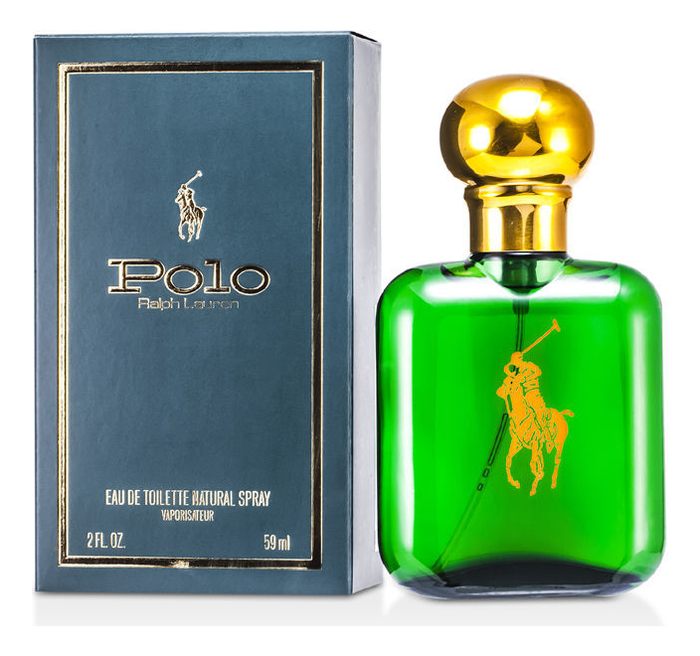 Polo
Ralph Lauren
EAU DE TOILETTE NATURAL SPRAY
VAPORISATEUR
2 FL. OZ. 59 ml